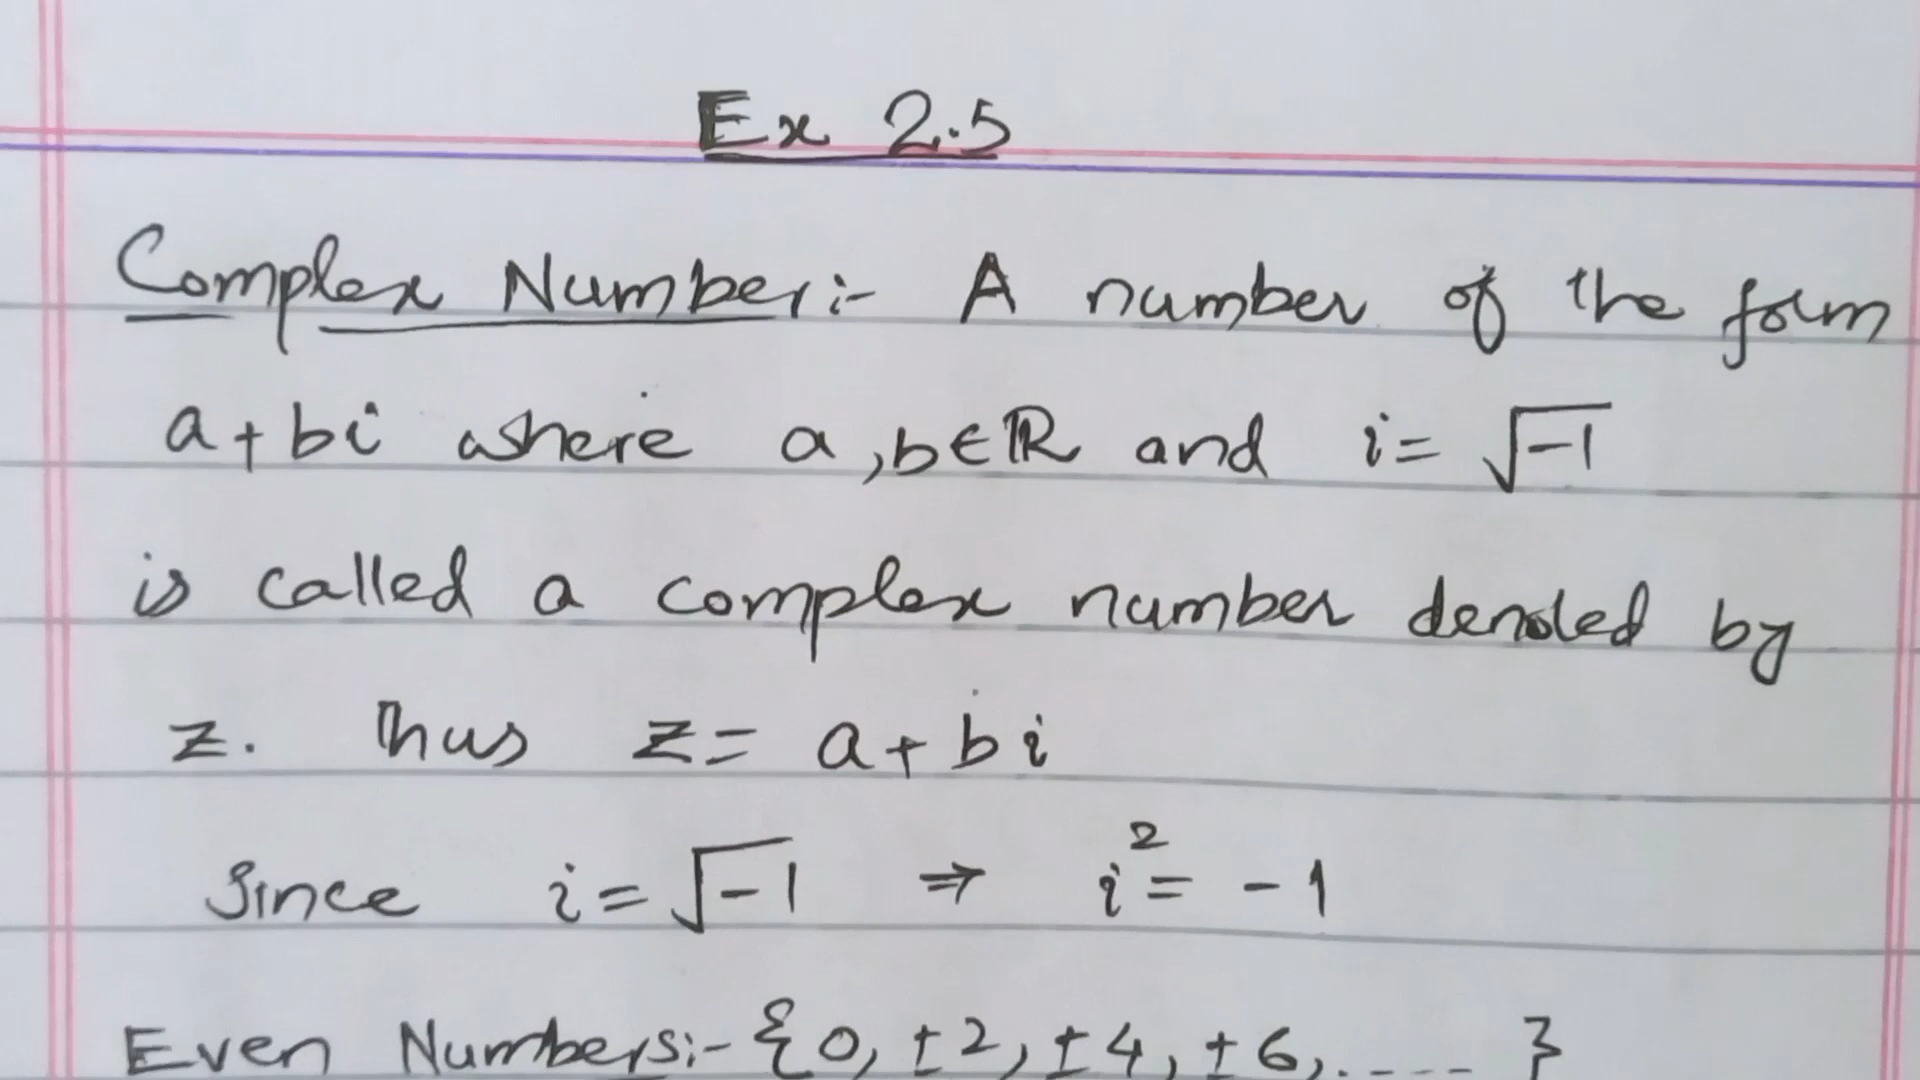 Ex 2.5
Complex Number:- A number of the form
a+bi where a,b∈ℝ and i= √-1
is called a complex number denoted by
z. Thus z= a+bi
Since i=√-1 ⇒ i²= -1
Even Numbers:- {0, ±2, ±4, ±6, ..... }